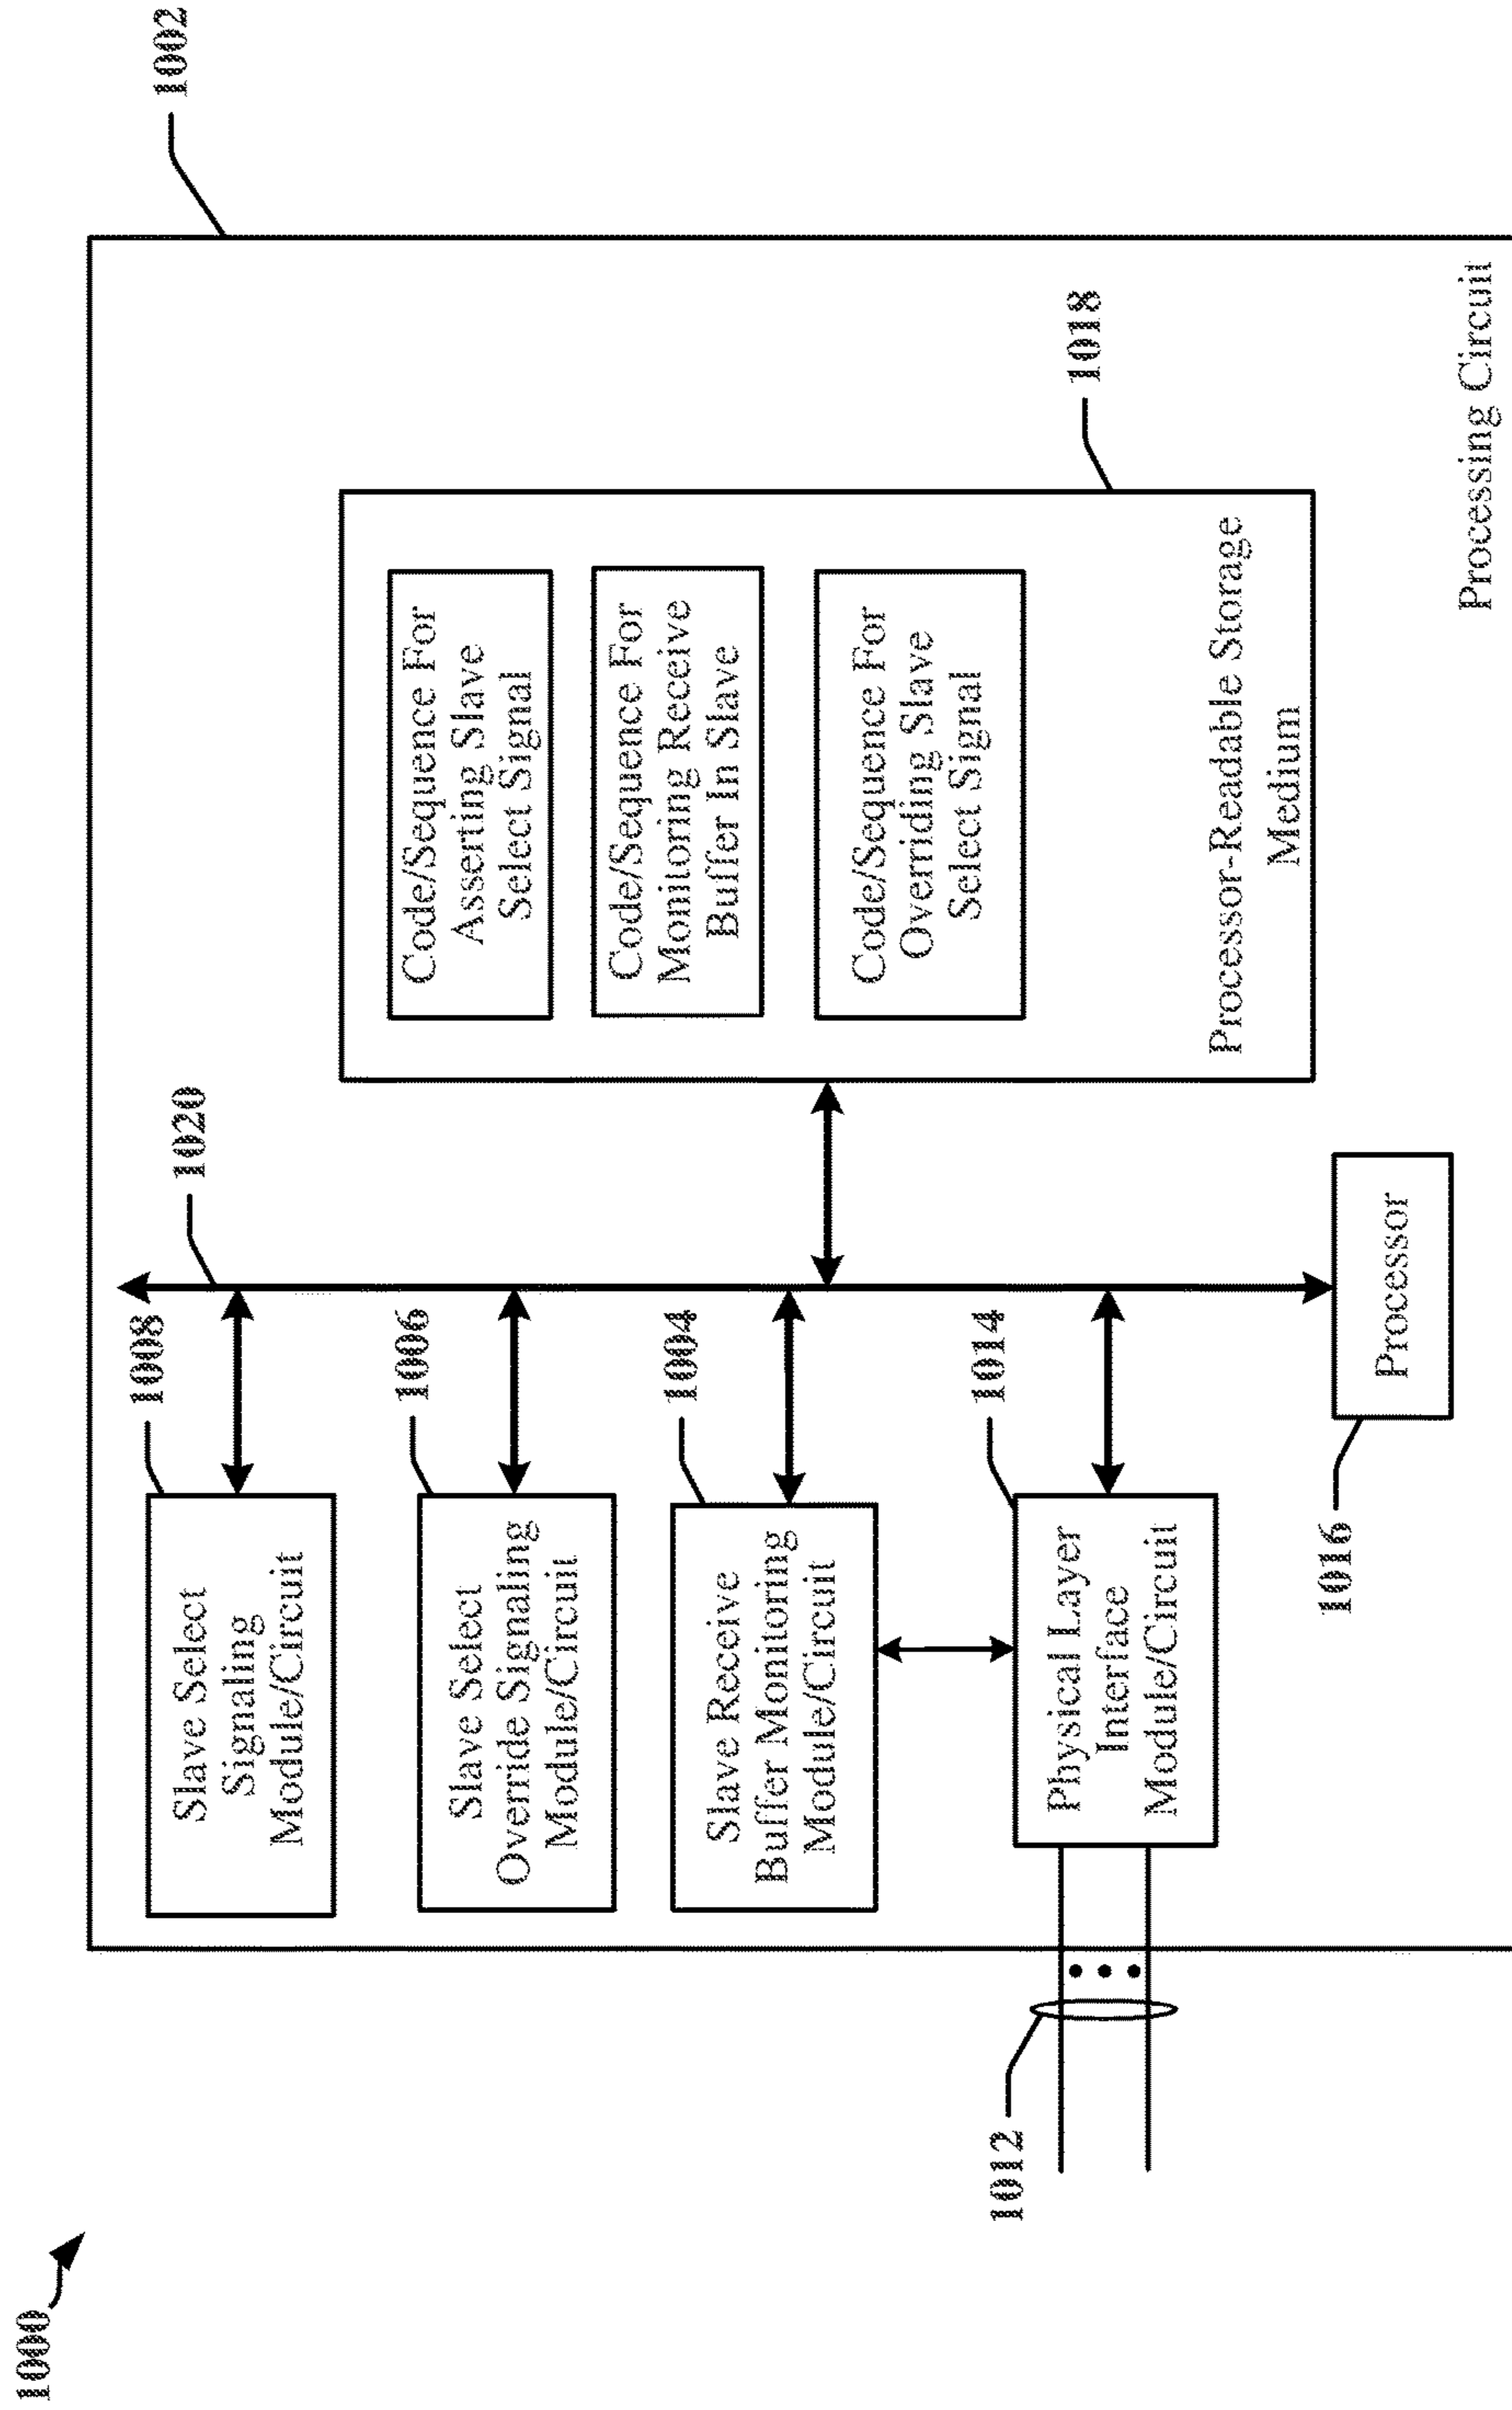 1000
1002
1008
Slave Select
Signaling
Module/Circuit
1020
1006
Slave Select
Override Signaling
Module/Circuit
1004
Slave Receive
Buffer Monitoring
Module/Circuit
1012
1014
Physical Layer
Interface
Module/Circuit
1016
Processor
Code/Sequence For
Asserting Slave
Select Signal
Code/Sequence For
Monitoring Receive
Buffer In Slave
Code/Sequence For
Overriding Slave
Select Signal
Processor-Readable Storage
Medium
1018
Processing Circuit